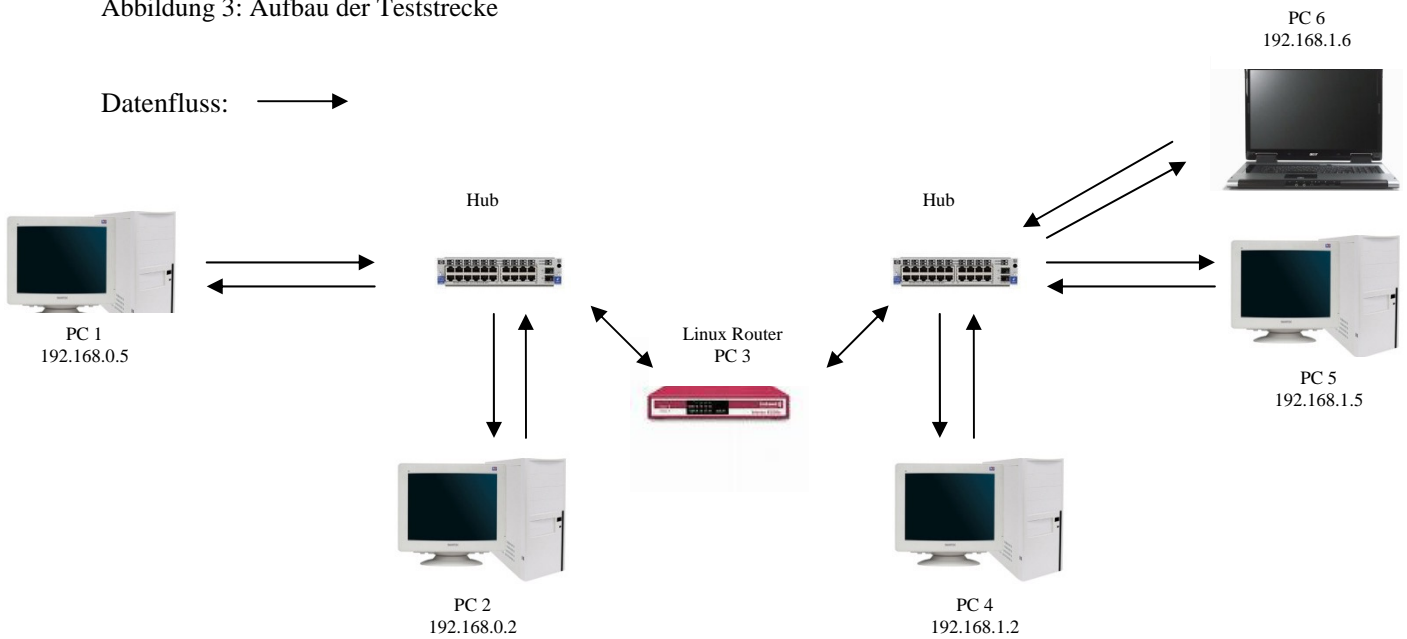 Abbildung 3: Aufbau der Teststrecke
PC 6
192.168.1.6
Datenfluss:
Hub
Hub
PC 1
192.168.0.5
Linux Router
PC 3
PC 5
192.168.1.5
PC 2
192.168.0.2
PC 4
192.168.1.2